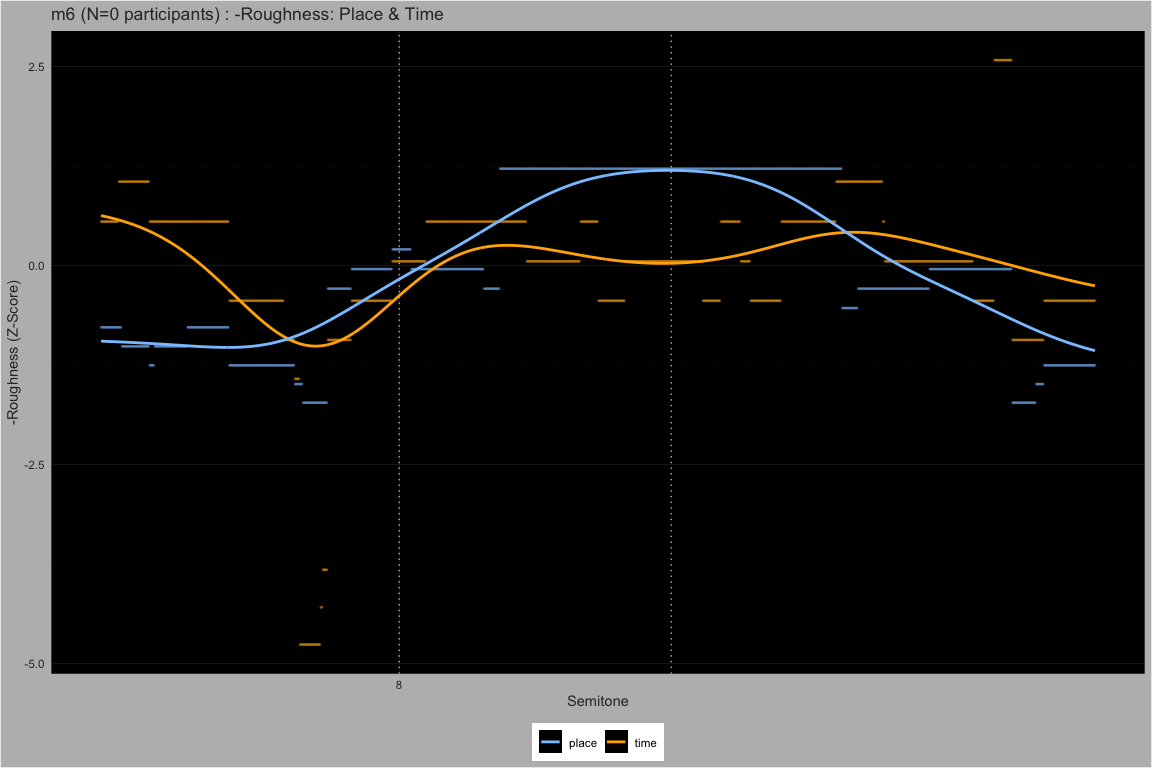 m6 (N=0 participants) : -Roughness: Place & Time
-Roughness (Z-Score)
2.5
0.0
-2.5
-5.0
8
Semitone
place
time